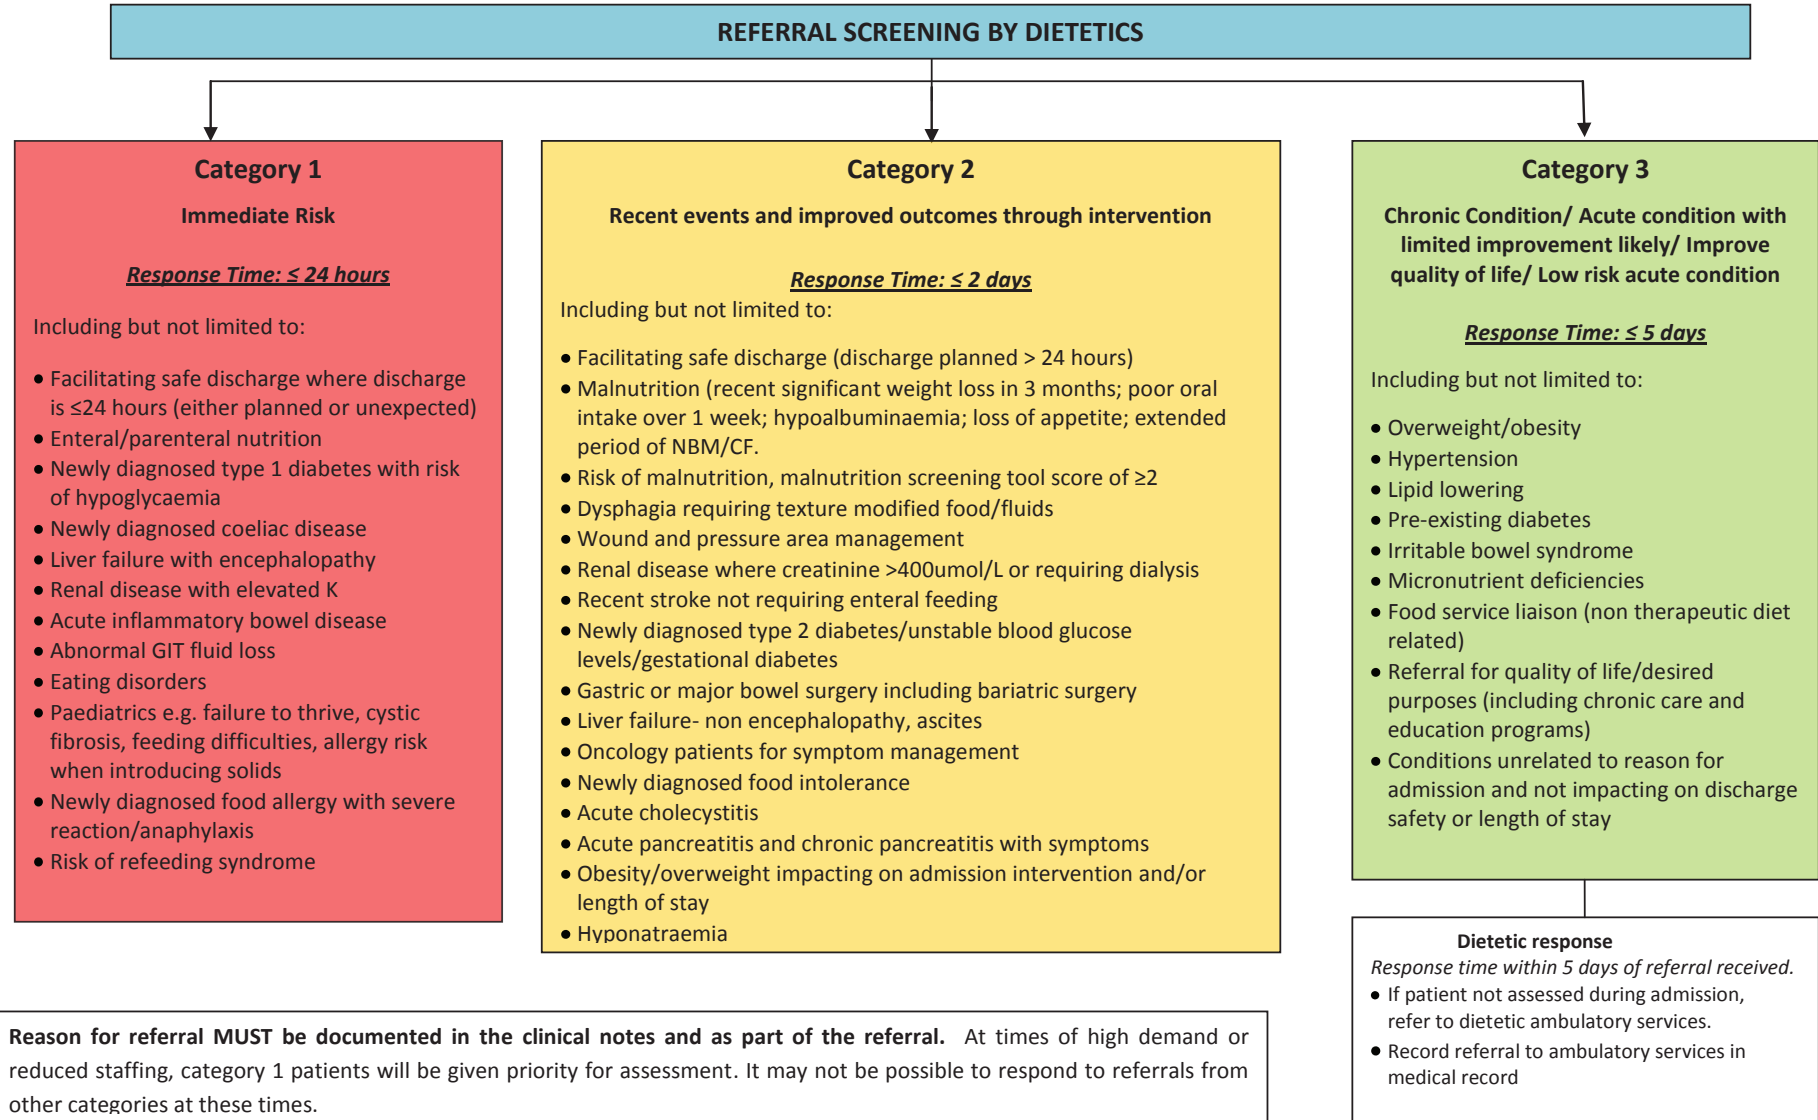 REFERRAL SCREENING BY DIETETICS
Category 1
Immediate Risk
Response Time: ≤ 24 hours
Including but not limited to:
• Facilitating safe discharge where discharge
is ≤24 hours (either planned or unexpected)
• Enteral/parenteral nutrition
• Newly diagnosed type 1 diabetes with risk
of hypoglycaemia
• Newly diagnosed coeliac disease
• Liver failure with encephalopathy
• Renal disease with elevated K
• Acute inflammatory bowel disease
• Abnormal GIT fluid loss
• Eating disorders
• Paediatrics e.g. failure to thrive, cystic
fibrosis, feeding difficulties, allergy risk
when introducing solids
• Newly diagnosed food allergy with severe
reaction/anaphylaxis
• Risk of refeeding syndrome
Category 2
Recent events and improved outcomes through intervention
Response Time: ≤ 2 days
Including but not limited to:
• Facilitating safe discharge (discharge planned > 24 hours)
• Malnutrition (recent significant weight loss in 3 months; poor oral
intake over 1 week; hypoalbuminaemia; loss of appetite; extended
period of NBM/CF.
• Risk of malnutrition, malnutrition screening tool score of ≥2
• Dysphagia requiring texture modified food/fluids
• Wound and pressure area management
• Renal disease where creatinine >400umol/L or requiring dialysis
• Recent stroke not requiring enteral feeding
• Newly diagnosed type 2 diabetes/unstable blood glucose
levels/gestational diabetes
• Gastric or major bowel surgery including bariatric surgery
• Liver failure- non encephalopathy, ascites
• Oncology patients for symptom management
• Newly diagnosed food intolerance
• Acute cholecystitis
• Acute pancreatitis and chronic pancreatitis with symptoms
• Obesity/overweight impacting on admission intervention and/or
length of stay
• Hyponatraemia
Category 3
Chronic Condition/ Acute condition with
limited improvement likely/ Improve
quality of life/ Low risk acute condition
Response Time: ≤ 5 days
Including but not limited to:
• Overweight/obesity
• Hypertension
• Lipid lowering
• Pre-existing diabetes
• Irritable bowel syndrome
• Micronutrient deficiencies
• Food service liaison (non therapeutic diet
related)
• Referral for quality of life/desired
purposes (including chronic care and
education programs)
• Conditions unrelated to reason for
admission and not impacting on discharge
safety or length of stay
Dietetic response
Response time within 5 days of referral received.
• If patient not assessed during admission,
refer to dietetic ambulatory services.
• Record referral to ambulatory services in
medical record
Reason for referral MUST be documented in the clinical notes and as part of the referral. At times of high demand or
reduced staffing, category 1 patients will be given priority for assessment. It may not be possible to respond to referrals from
other categories at these times.